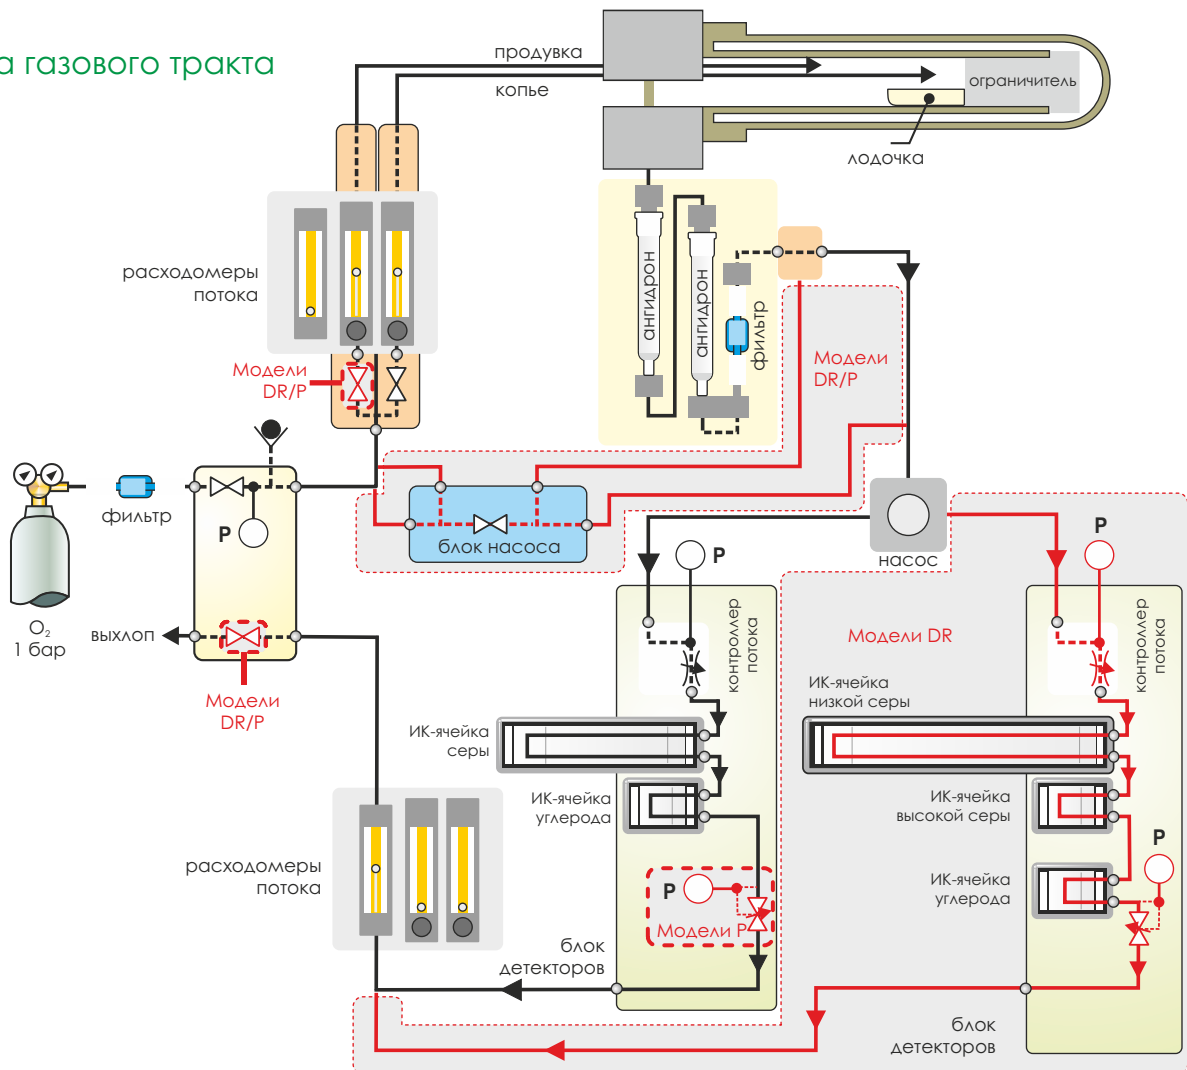 а газового тракта
продувка
копье
ограничитель
лодочка
расходомеры
потока
ангидрон
ангидрон
фильтр
Модели
DR/P
Модели
DR/P
фильтр
P
блок насоса
насос
O₂
1 бар
выхлоп
Модели
DR/P
P
контроллер
потока
ИК-ячейка
серы
ИК-ячейка
углерода
P
Модели P
блок
детекторов
расходомеры
потока
Модели DR
P
контроллер
потока
ИК-ячейка
низкой серы
ИК-ячейка
высокой серы
P
ИК-ячейка
углерода
блок
детекторов